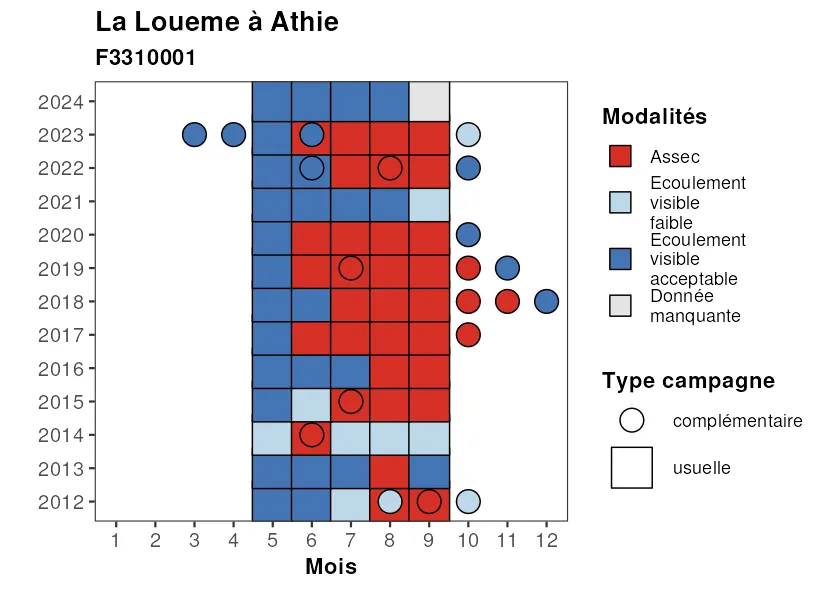 La Loueme à Athie
F3310001
2024
2023
2022
2021
2020
2019
2018
2017
2016
2015
2014
2013
2012
1 2 3 4 5 6 7 8 9 10 11 12
Mois
Modalités
Assec
Ecoulement
visible
faible
Ecoulement
visible
acceptable
Donnée
manquante
Type campagne
complémentaire
usuelle